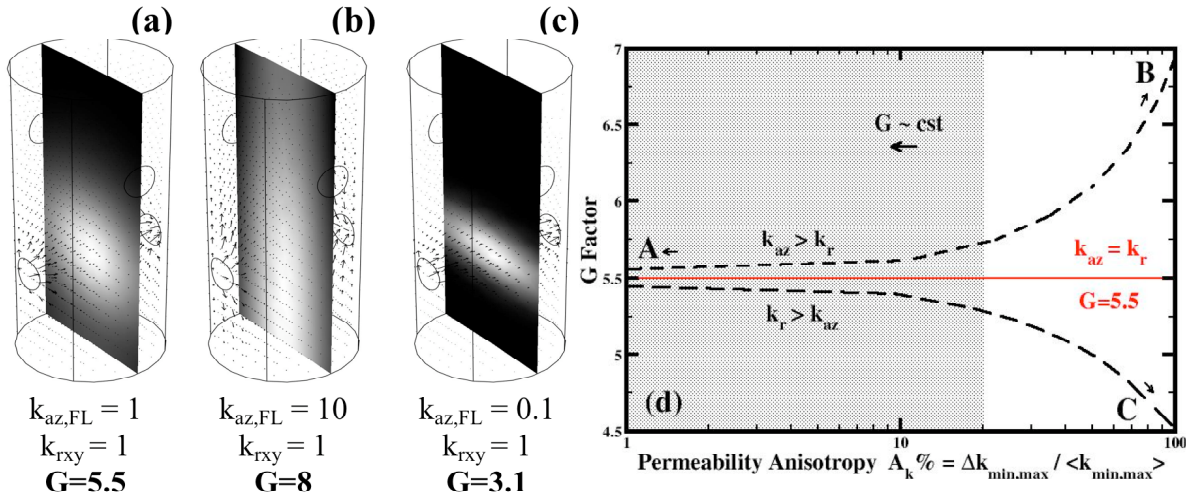 (a)
(b)
(c)
k_az,FL = 1
k_rxy = 1
G=5.5
k_az,FL = 10
k_rxy = 1
G=8
k_az,FL = 0.1
k_rxy = 1
G=3.1
7
6.5
6
5.5
5
4.5
G Factor
B
G ~ cst
←
A ←
k_az > k_r
k_az = k_r
G=5.5
k_r > k_az
C
(d)
1
10
100
Permeability Anisotropy A_k % = Δk_min,max / <k_min,max>